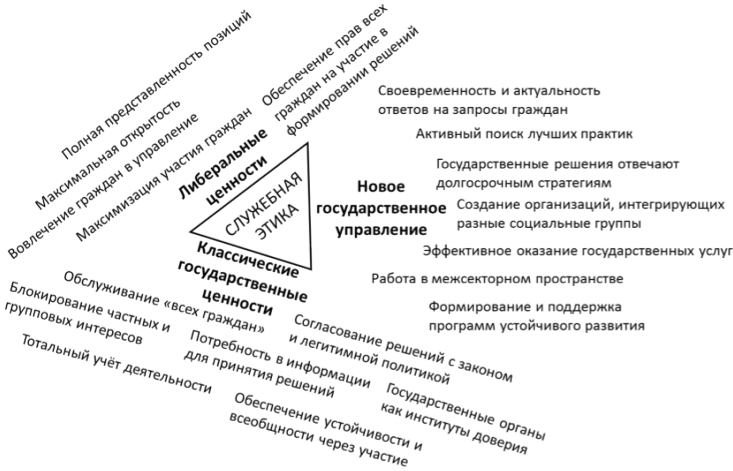 Полная представленность позиций
Максимальная открытость
Вовлечение граждан в управление
Максимизация участия граждан
Обеспечение прав всех
граждан на участие в
формировании решений
Либеральные
ценности
СЛУЖЕБНАЯ
ЭТИКА
Новое
государственное
управление
Своевременность и актуальность
ответов на запросы граждан
Активный поиск лучших практик
Государственные решения отвечают
долгосрочным стратегиям
Создание организаций, интегрирующих
разные социальные группы
Эффективное оказание государственных услуг
Работа в межсекторном пространстве
Формирование и поддержка
программ устойчивого развития
Классические
государственные
ценности
Обслуживание «всех граждан»
Блокирование частных и
групповых интересов
Тотальный учёт деятельности
Потребность в информации
для принятия решений
Согласование решений с законом
и легитимной политикой
Обеспечение устойчивости и
всеобщности через участие
Государственные органы
как институты доверия